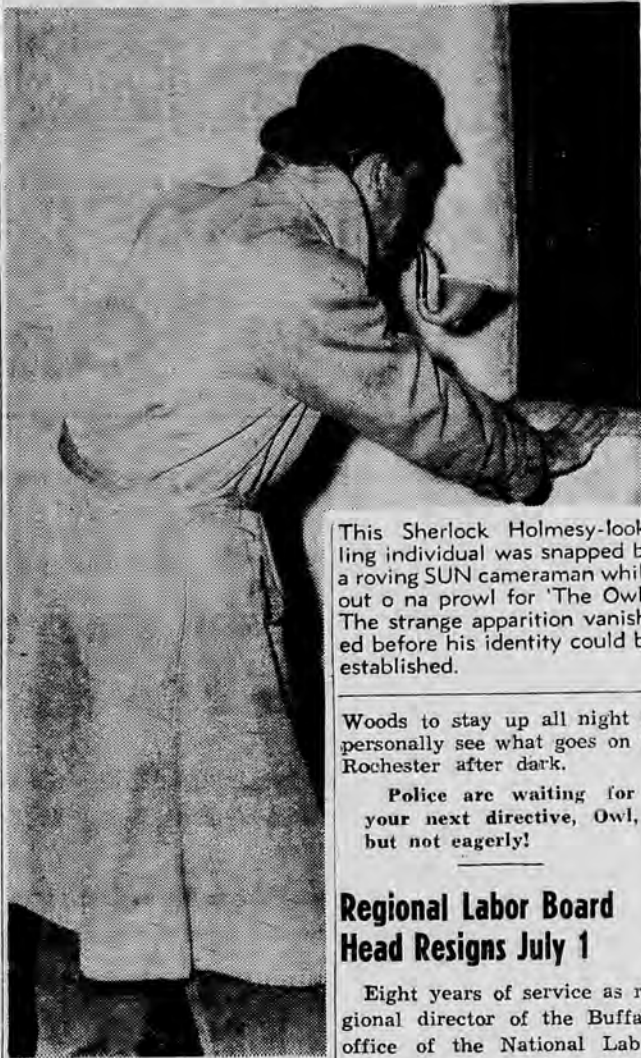 This Sherlock Holmesy-look
ling individual was snapped b
a roving SUN cameraman whil
out o na prowl for 'The Owl
The strange apparition vanish
ed before his identity could b
established.
Woods to stay up all night
personally see what goes on
Rochester after dark.
Police are waiting for
your next directive, Owl,
but not eagerly!
Regional Labor Board
Head Resigns July 1
Eight years of service as r
gional director of the Buffa
office of the National Lab